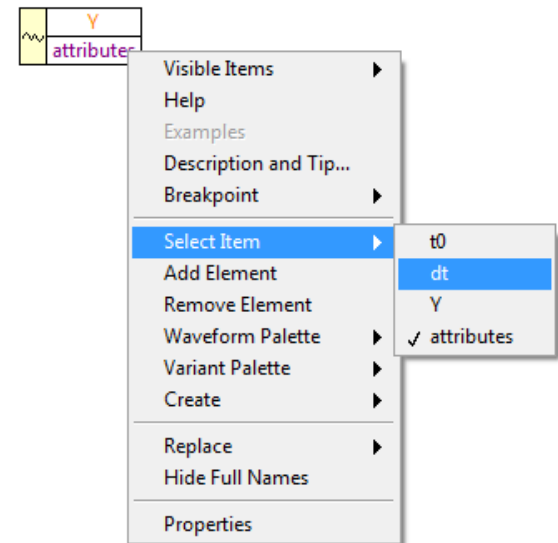 Y
attributes
Visible Items
Help
Examples
Description and Tip...
Breakpoint
Select Item
Add Element
Remove Element
Waveform Palette
Variant Palette
Create
Replace
Hide Full Names
Properties
t0
dt
Y
attributes